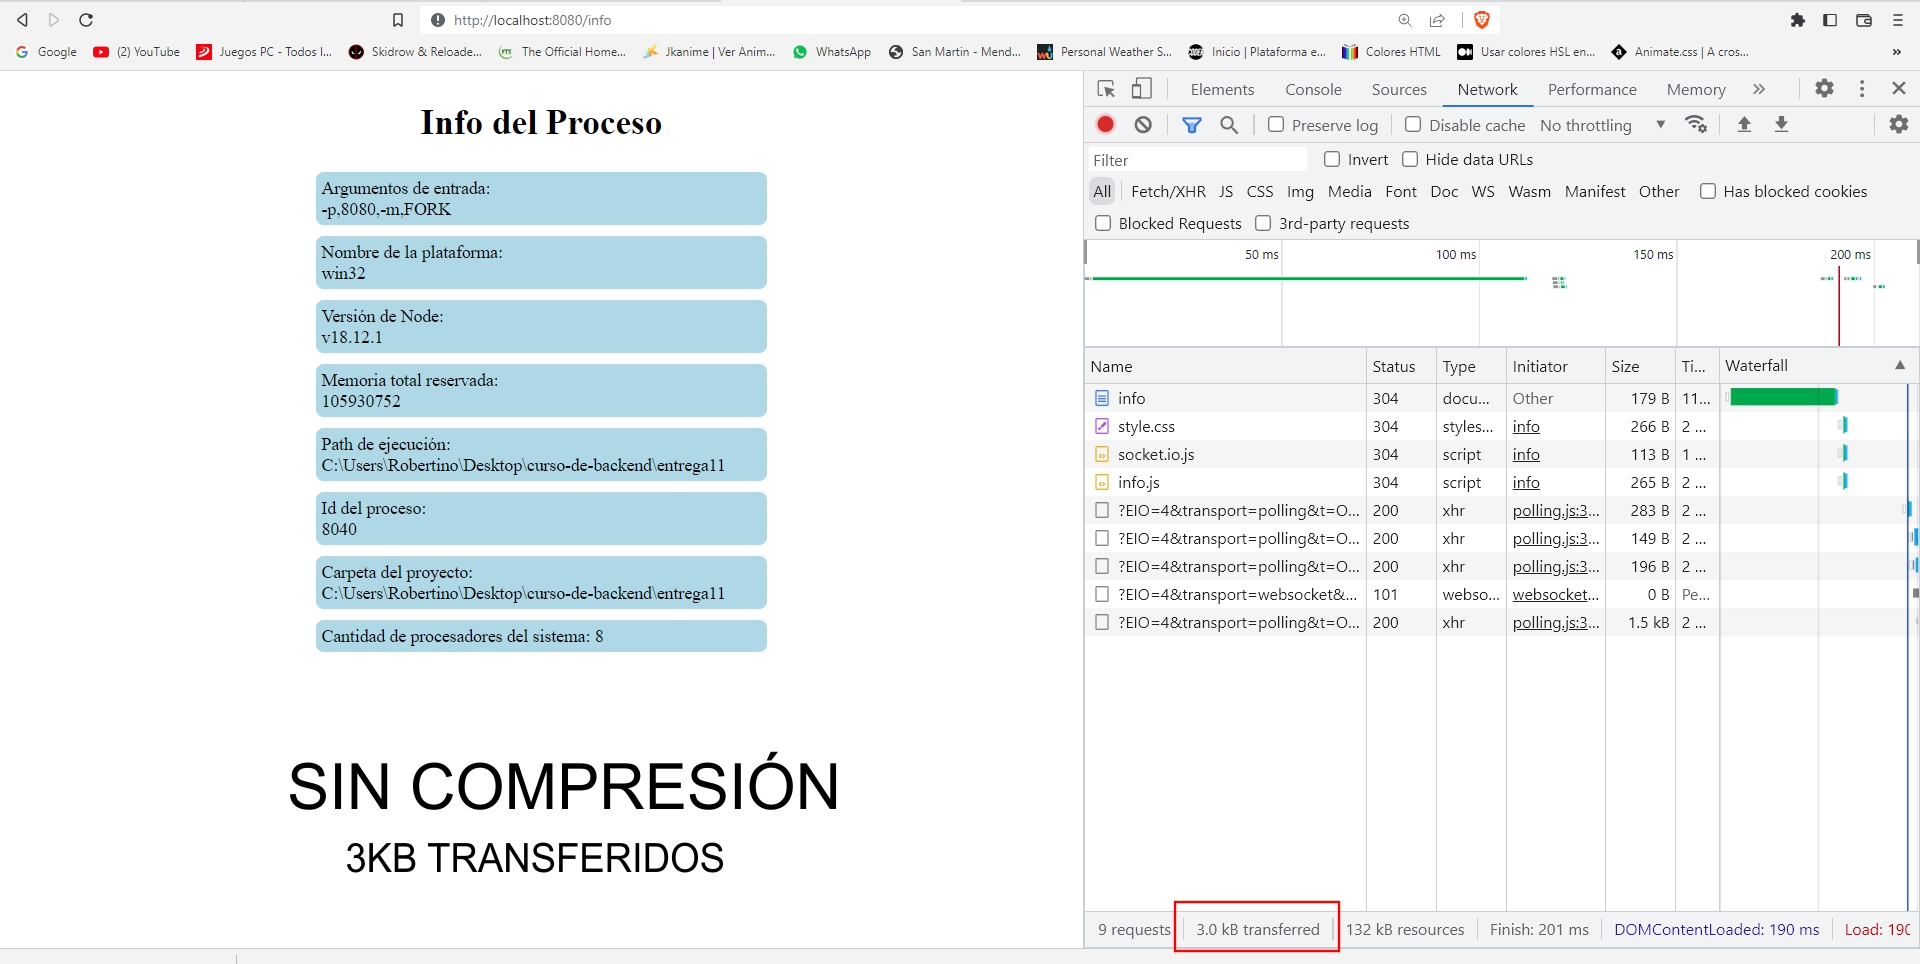 http://localhost:8080/info
Google
(2) YouTube
Juegos PC - Todos l...
Skidrow & Reloade...
The Official Home...
Jkanime | Ver Anim...
WhatsApp
San Martin - Mend...
Personal Weather S...
Inicio | Plataforma e...
Colores HTML
Usar colores HSL en...
Animate.css | A cros...
»
Info del Proceso
Argumentos de entrada:
-p,8080,-m,FORK
Nombre de la plataforma:
win32
Versión de Node:
v18.12.1
Memoria total reservada:
105930752
Path de ejecución:
C:\Users\Robertino\Desktop\curso-de-backend\entrega11
Id del proceso:
8040
Carpeta del proyecto:
C:\Users\Robertino\Desktop\curso-de-backend\entrega11
Cantidad de procesadores del sistema: 8
SIN COMPRESIÓN
3KB TRANSFERIDOS
Elements Console Sources Network Performance Memory »
Preserve log Disable cache No throttling
Filter Invert Hide data URLs
All Fetch/XHR JS CSS Img Media Font Doc WS Wasm Manifest Other Has blocked cookies
Blocked Requests 3rd-party requests
50 ms 100 ms 150 ms 200 ms
Name Status Type Initiator Size Ti... Waterfall
info 304 docu... Other 179 B 11...
style.css 304 styles... info 266 B 2 ...
socket.io.js 304 script info 113 B 1 ...
info.js 304 script info 265 B 2 ...
?EIO=4&transport=polling&t=O... 200 xhr polling.js:3... 283 B 2 ...
?EIO=4&transport=polling&t=O... 200 xhr polling.js:3... 149 B 2 ...
?EIO=4&transport=polling&t=O... 200 xhr polling.js:3... 196 B 2 ...
?EIO=4&transport=websocket&... 101 webso... websocket... 0 B Pe...
?EIO=4&transport=polling&t=O... 200 xhr polling.js:3... 1.5 kB 2 ...
9 requests 3.0 kB transferred 132 kB resources Finish: 201 ms DOMContentLoaded: 190 ms Load: 190